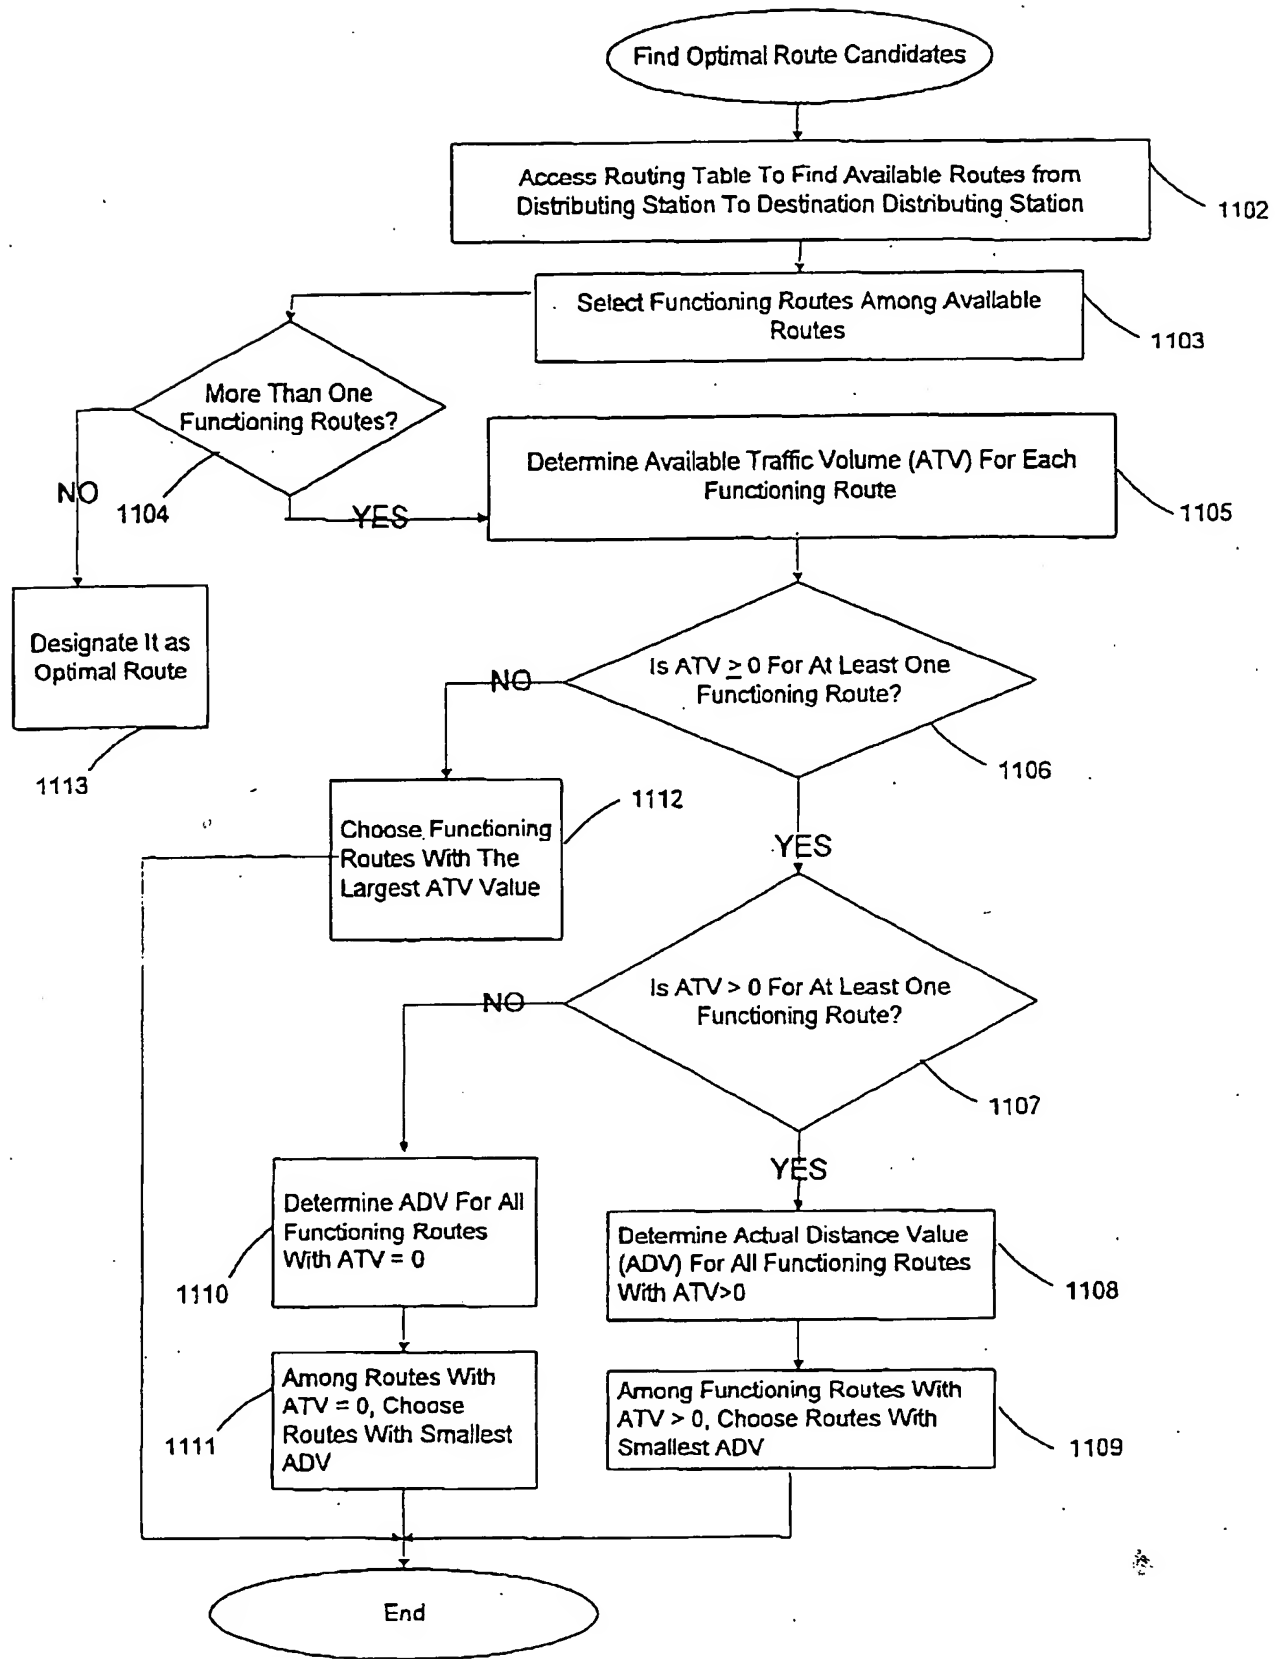 Find Optimal Route Candidates
Access Routing Table To Find Available Routes from
Distributing Station To Destination Distributing Station
1102
Select Functioning Routes Among Available
Routes
1103
More Than One
Functioning Routes?
1104
NO
YES
Determine Available Traffic Volume (ATV) For Each
Functioning Route
1105
Designate It as
Optimal Route
1113
Is ATV ≥ 0 For At Least One
Functioning Route?
1106
NO
YES
Choose Functioning
Routes With The
Largest ATV Value
1112
Is ATV > 0 For At Least One
Functioning Route?
1107
NO
YES
Determine ADV For All
Functioning Routes
With ATV = 0
1110
Determine Actual Distance Value
(ADV) For All Functioning Routes
With ATV>0
1108
Among Routes With
ATV = 0, Choose
Routes With Smallest
ADV
1111
Among Functioning Routes With
ATV > 0, Choose Routes With
Smallest ADV
1109
End